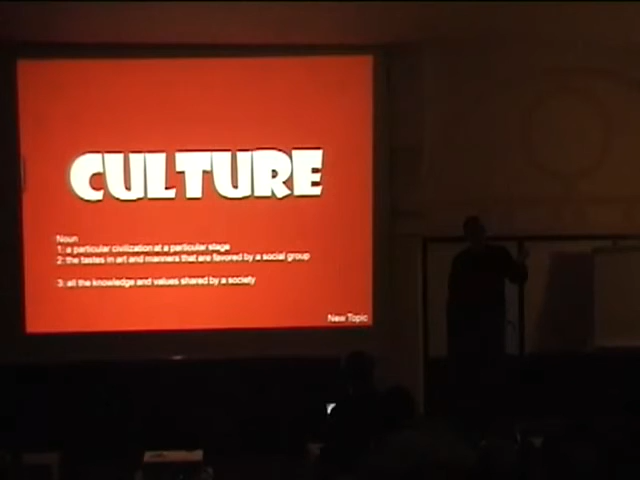 CULTURE
Noun
1: a particular civilization at a particular stage
2: the tastes in art and manners that are favored by a social group
3: all the knowledge and values shared by a society
New Topic